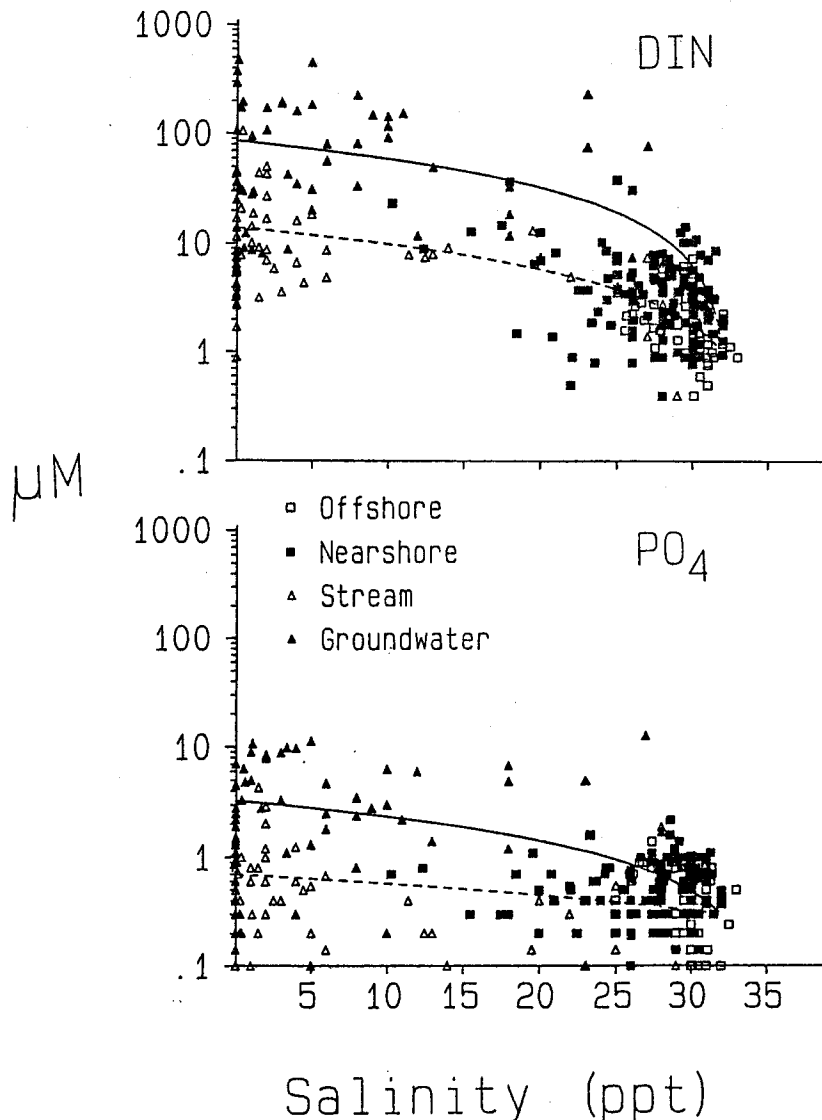 1000
DIN
100
10
1
.1
µM
□ Offshore
■ Nearshore
△ Stream
▲ Groundwater
1000
PO4
100
10
1
.1
5 10 15 20 25 30 35
Salinity (ppt)